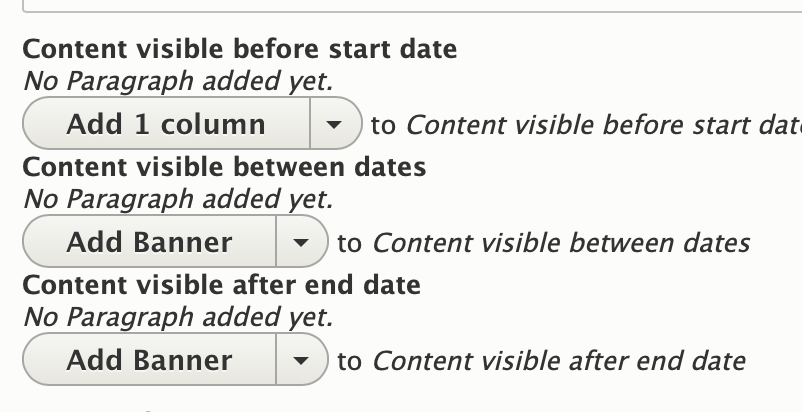 Content visible before start date
No Paragraph added yet.
Add 1 column to Content visible before start
Content visible between dates
No Paragraph added yet.
Add Banner to Content visible between dates
Content visible after end date
No Paragraph added yet.
Add Banner to Content visible after end date